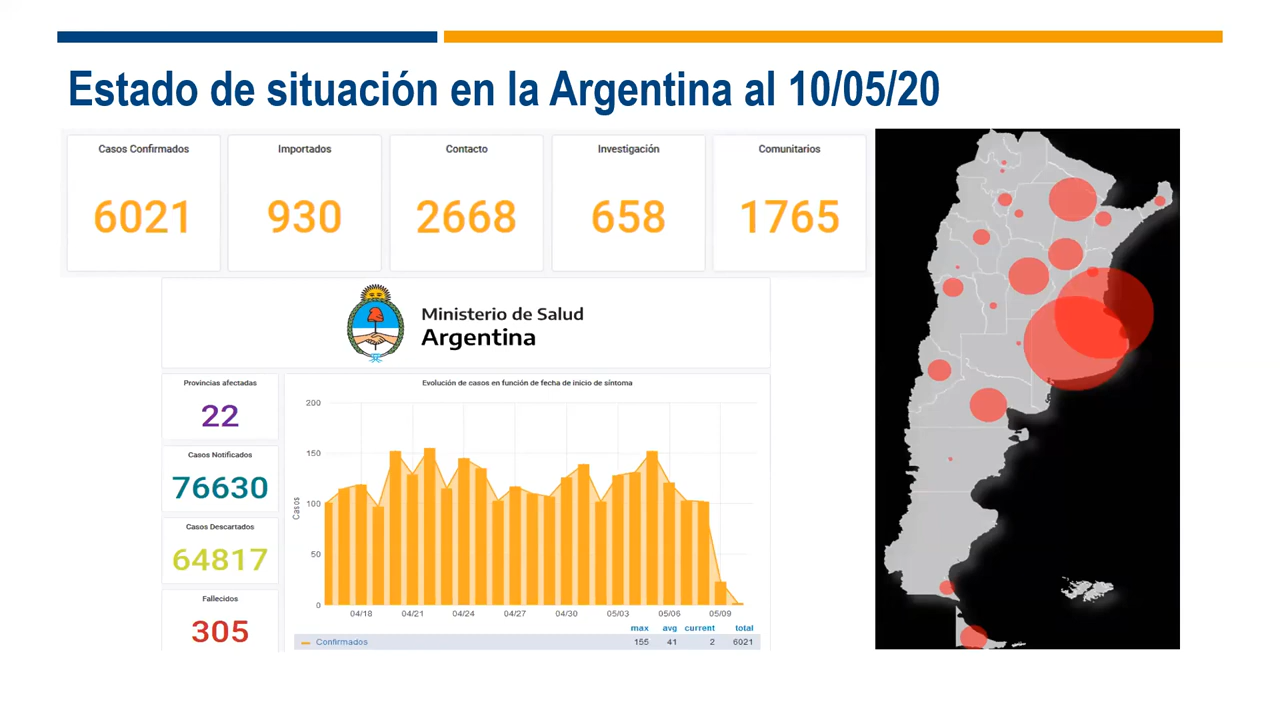 Estado de situación en la Argentina al 10/05/20
Casos Confirmados
6021
Importados
930
Contacto
2668
Investigación
658
Comunitarios
1765
Ministerio de Salud
Argentina
Provincias afectadas
22
Casos Notificados
76630
Casos Descartados
64817
Fallecidos
305
Evolución de casos en función de fecha de inicio de síntoma
200
150
100
50
0
Casos
04/18 04/21 04/24 04/27 04/30 05/03 05/06 05/09
max avg current total
Confirmados 155 41 2 6021